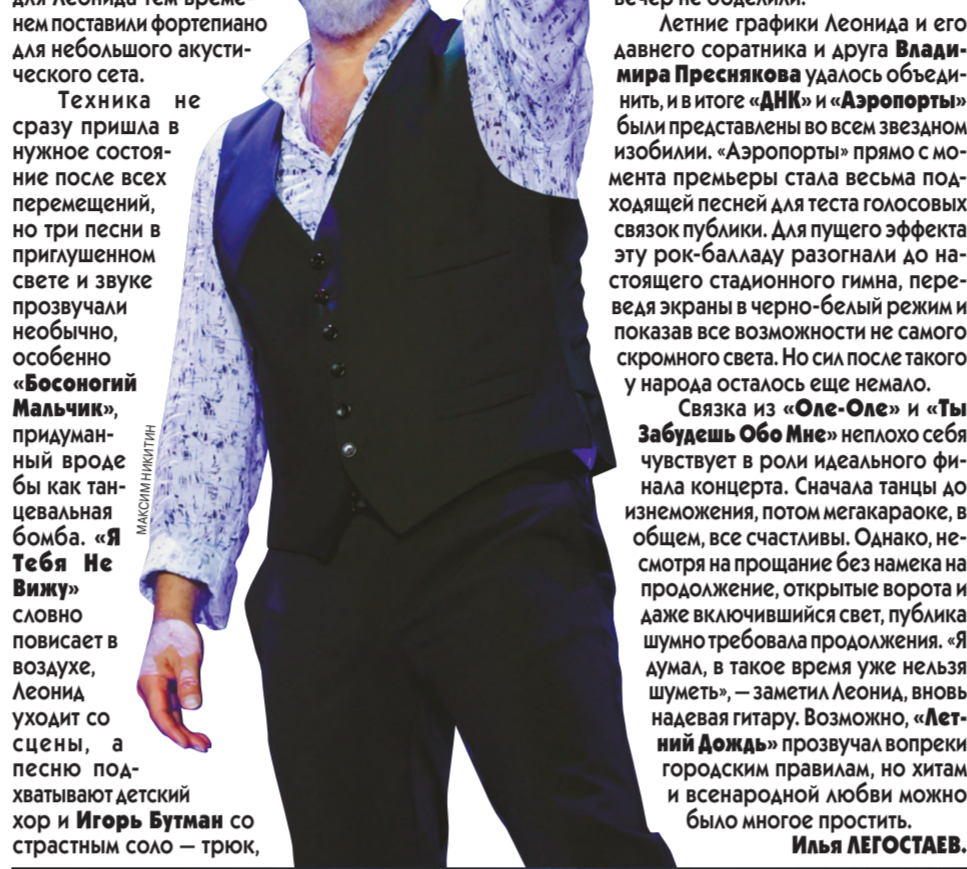 для Леонида тем време-
нем поставили фортепиано
для небольшого акусти-
ческого сета.
Техника не
сразу пришла в
нужное состоя-
ние после всех
перемещений,
но три песни в
приглушенном
свете и звуке
прозвучали
необычно,
особенно
«Босоногий
Мальчик»,
придуман-
ный вроде
бы как тан-
цевальная
бомба. «Я
Тебя Не
Вижу»
словно
повисает в
воздухе,
Леонид
уходит со
сцены, а
песню под-
хватывают детский
хор и Игорь Бутман со
страстным соло — трюк,
МАКСИМ НИКИТИН
вечер не обделили.
Летние графики Леонида и его
давнего соратника и друга Влади-
мира Преснякова удалось объеди-
нить, и в итоге «ДНК» и «Аэропорты»
были представлены во всем звездном
изобилии. «Аэропорты» прямо с мо-
мента премьеры стала весьма под-
ходящей песней для теста голосовых
связок публики. Для пущего эффекта
эту рок-балладу разогнали до на-
стоящего стадионного гимна, пере-
ведя экраны в черно-белый режим и
показав все возможности не самого
скромного света. Но сил после такого
у народа осталось еще немало.
Связка из «Оле-Оле» и «Ты
Забудешь Обо Мне» неплохо себя
чувствует в роли идеального фи-
нала концерта. Сначала танцы до
изнеможения, потом мегакараоке, в
общем, все счастливы. Однако, не-
смотря на прощание без намека на
продолжение, открытые ворота и
даже включившийся свет, публика
шумно требовала продолжения. «Я
думал, в такое время уже нельзя
шуметь», — заметил Леонид, вновь
надевая гитару. Возможно, «Лет-
ний Дождь» прозвучал вопреки
городским правилам, но хитам
и всенародной любви можно
было многое простить.
Илья ЛЕГОСТАЕВ.